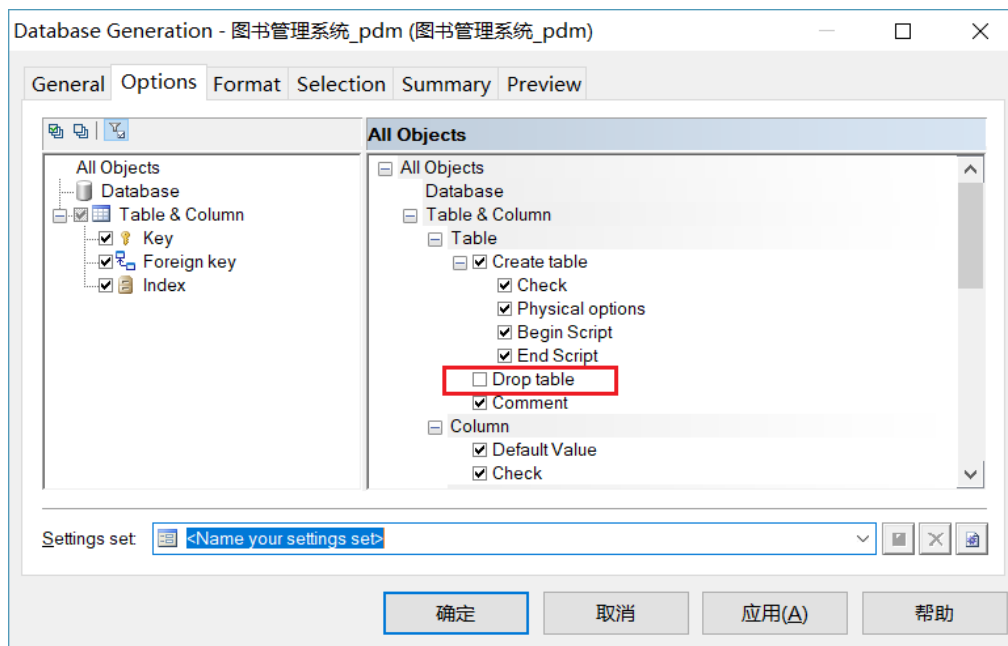 Database Generation - 图书管理系统_pdm (图书管理系统_pdm)
General Options Format Selection Summary Preview
All Objects
All Objects
Database
Table & Column
Key
Foreign key
Index
All Objects
Database
Table & Column
Table
Create table
Check
Physical options
Begin Script
End Script
Drop table
Comment
Column
Default Value
Check
Settings set: <Name your settings set>
确定 取消 应用(A) 帮助